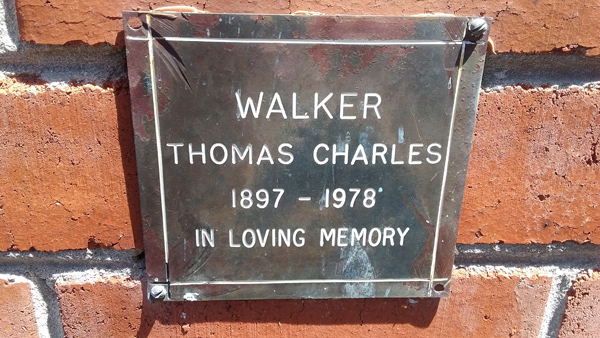 WALKER
THOMAS CHARLES
1897 - 1978
IN LOVING MEMORY